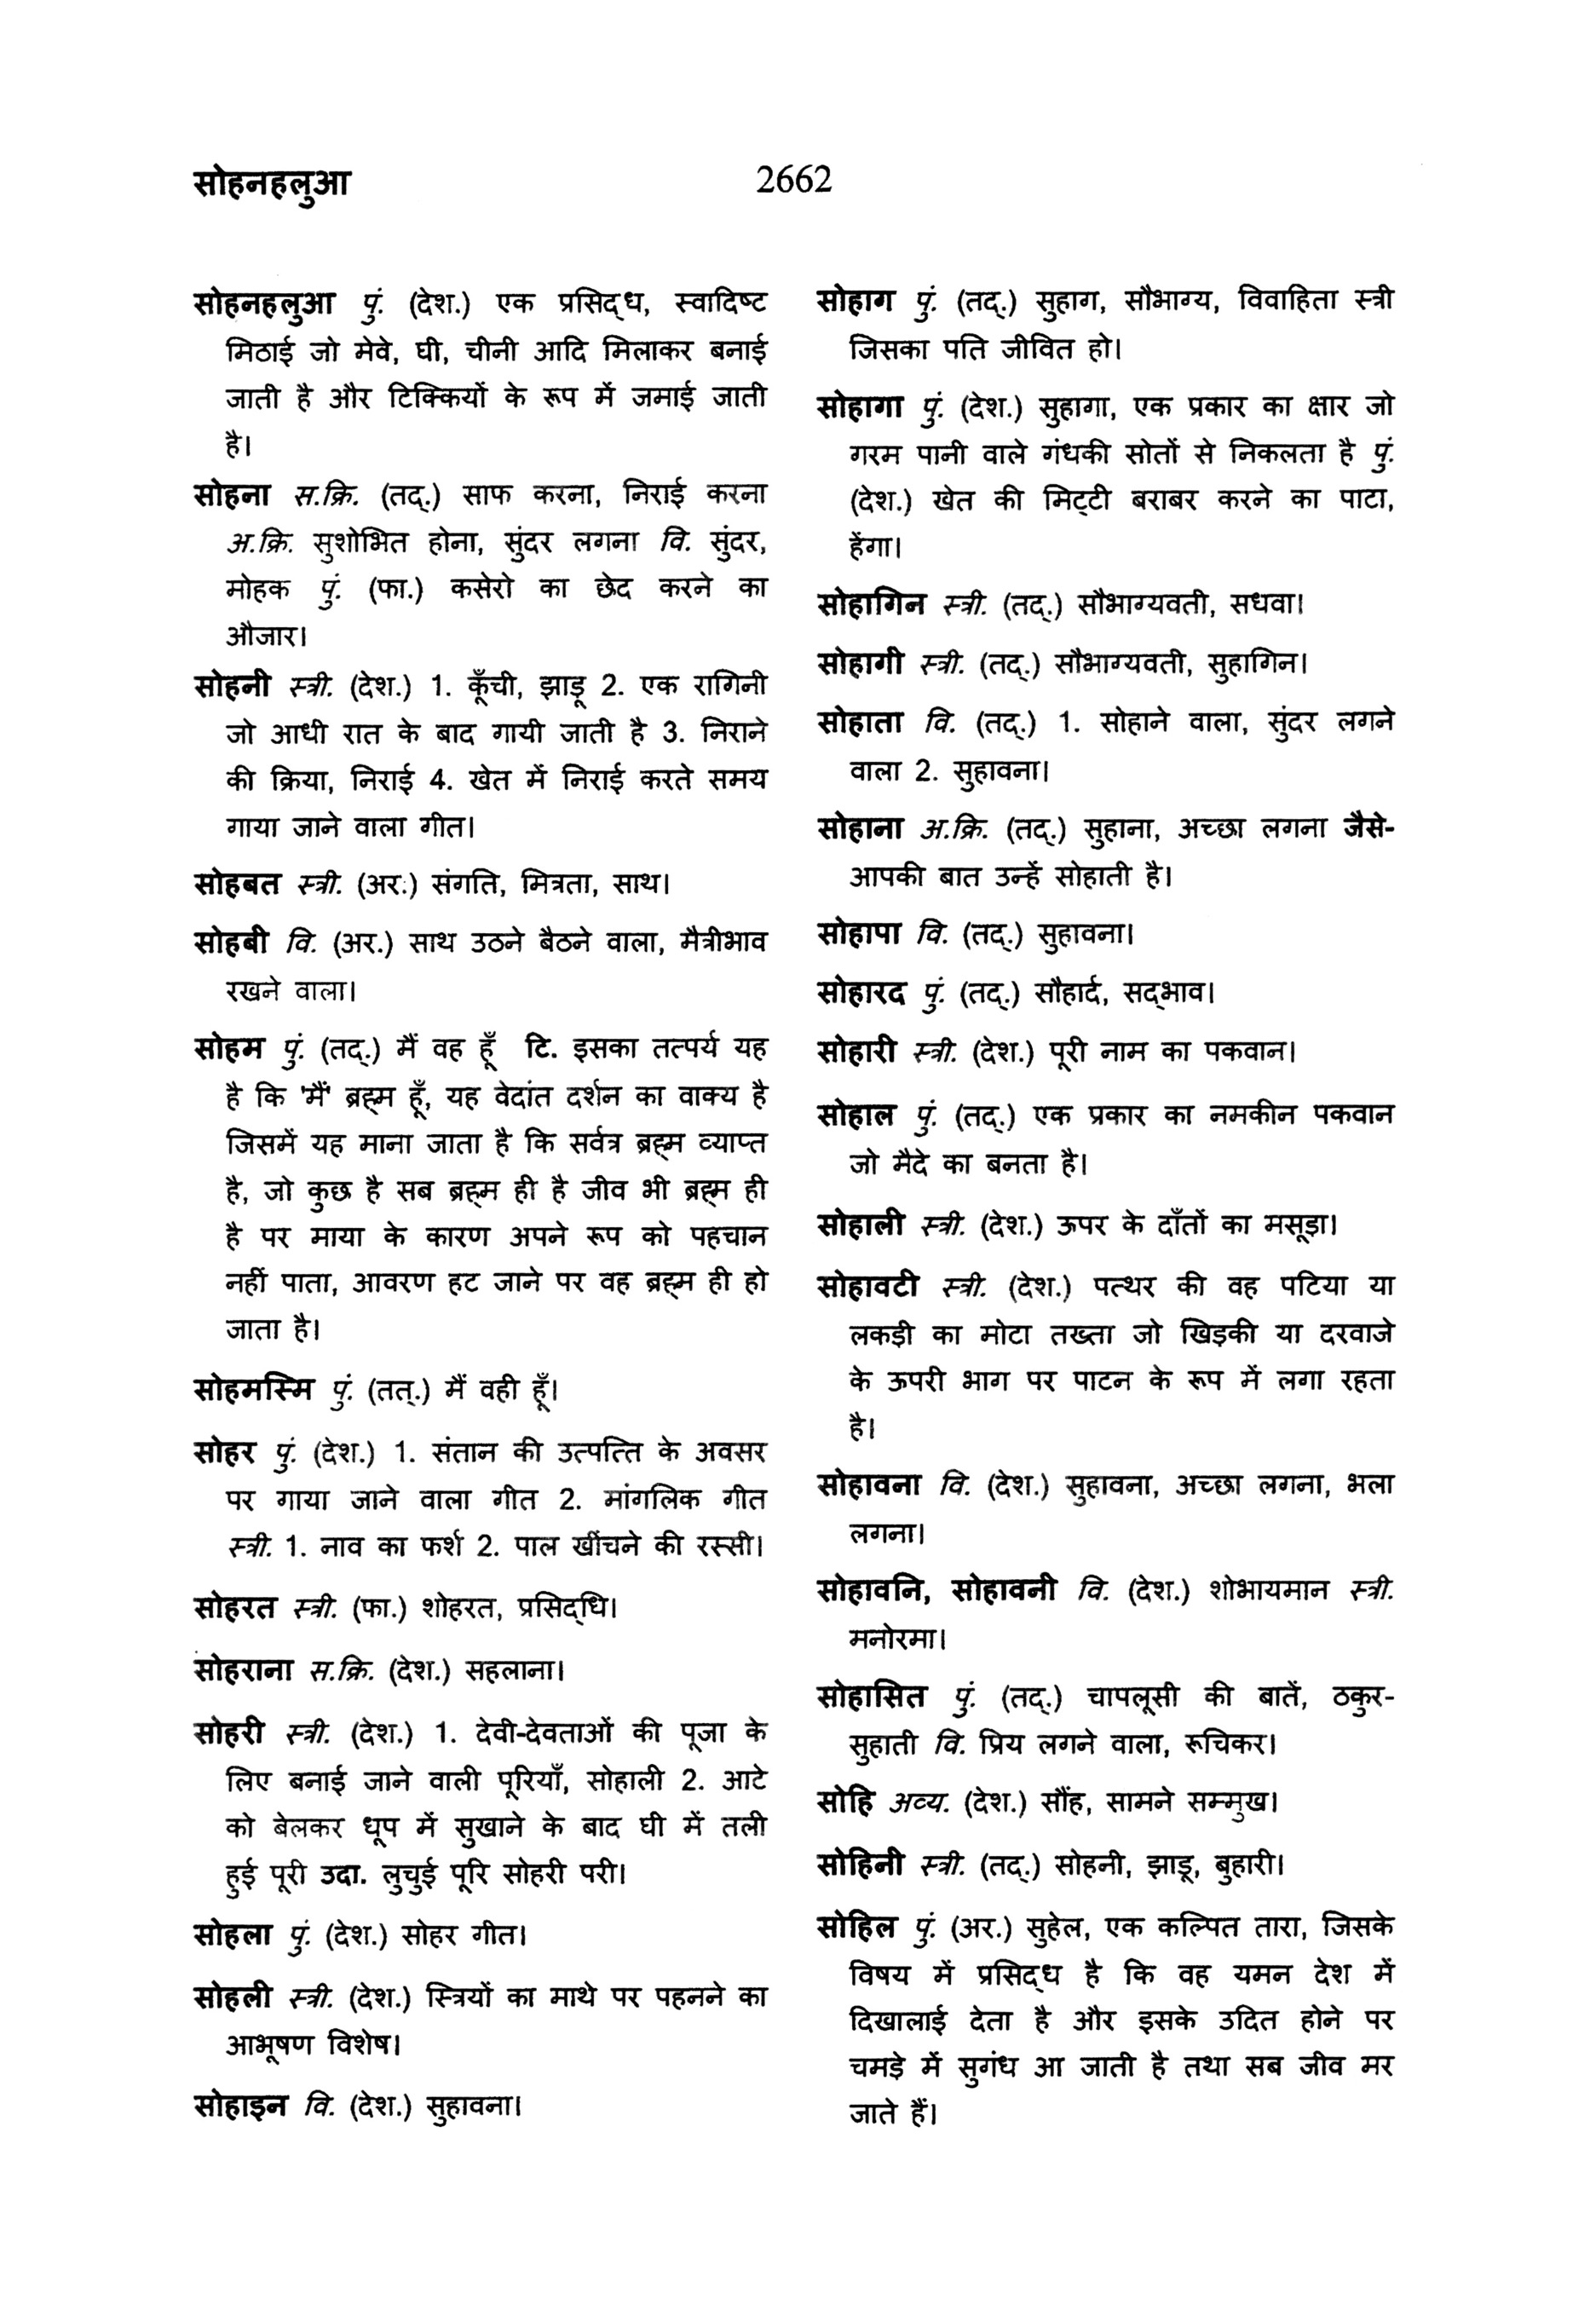 सोहनहलुआ
2662
सोहनहलुआ पुं. (देश.) एक प्रसिद्ध, स्वादिष्ट
मिठाई जो मेवे, घी, चीनी आदि मिलाकर बनाई
जाती है और टिक्कियों के रूप में जमाई जाती
है।
सोहना स.क्रि. (तद्.) साफ करना, निराई करना
अ.क्रि. सुशोभित होना, सुंदर लगना वि. सुंदर,
मोहक पुं. (फा.) कसेरो का छेद करने का
औजार।
सोहनी स्त्री. (देश.) 1. कूँची, झाड़ू 2. एक रागिनी
जो आधी रात के बाद गायी जाती है 3. निराने
की क्रिया, निराई 4. खेत में निराई करते समय
गाया जाने वाला गीत।
सोहबत स्त्री. (अर.) संगति, मित्रता, साथ।
सोहबी वि. (अर.) साथ उठने बैठने वाला, मैत्रीभाव
रखने वाला।
सोहम पुं. (तद्.) मैं वह हूँ टि. इसका तत्पर्य यह
है कि 'मैं' ब्रह्म हूँ, यह वेदांत दर्शन का वाक्य है
जिसमें यह माना जाता है कि सर्वत्र ब्रह्म व्याप्त
है, जो कुछ है सब ब्रह्म ही है जीव भी ब्रह्म ही
है पर माया के कारण अपने रूप को पहचान
नहीं पाता, आवरण हट जाने पर वह ब्रह्म ही हो
जाता है।
सोहमस्मि पुं. (तत्.) मैं वही हूँ।
सोहर पुं. (देश.) 1. संतान की उत्पत्ति के अवसर
पर गाया जाने वाला गीत 2. मांगलिक गीत
स्त्री. 1. नाव का फर्श 2. पाल खींचने की रस्सी।
सोहरत स्त्री. (फा.) शोहरत, प्रसिद्धि।
सोहराना स.क्रि. (देश.) सहलाना।
सोहरी स्त्री. (देश.) 1. देवी-देवताओं की पूजा के
लिए बनाई जाने वाली पूरियाँ, सोहाली 2. आटे
को बेलकर धूप में सुखाने के बाद घी में तली
हुई पूरी उदा. लुचुई पूरि सोहरी परी।
सोहला पुं. (देश.) सोहर गीत।
सोहली स्त्री. (देश.) स्त्रियों का माथे पर पहनने का
आभूषण विशेष।
सोहाइन वि. (देश.) सुहावना।
सोहाग पुं. (तद्.) सुहाग, सौभाग्य, विवाहिता स्त्री
जिसका पति जीवित हो।
सोहागा पुं. (देश.) सुहागा, एक प्रकार का क्षार जो
गरम पानी वाले गंधकी सोतों से निकलता है पुं.
(देश.) खेत की मिट्टी बराबर करने का पाटा,
हेंगा।
सोहागिन स्त्री. (तद्.) सौभाग्यवती, सधवा।
सोहागी स्त्री. (तद्.) सौभाग्यवती, सुहागिन।
सोहाता वि. (तद्.) 1. सोहाने वाला, सुंदर लगने
वाला 2. सुहावना।
सोहाना अ.क्रि. (तद्.) सुहाना, अच्छा लगना जैसे-
आपकी बात उन्हें सोहाती है।
सोहापा वि. (तद्.) सुहावना।
सोहारद पुं. (तद्.) सौहार्द, सद्भाव।
सोहारी स्त्री. (देश.) पूरी नाम का पकवान।
सोहाल पुं. (तद्.) एक प्रकार का नमकीन पकवान
जो मैदे का बनता है।
सोहाली स्त्री. (देश.) ऊपर के दाँतों का मसूड़ा।
सोहावटी स्त्री. (देश.) पत्थर की वह पटिया या
लकड़ी का मोटा तख्ता जो खिड़की या दरवाजे
के ऊपरी भाग पर पाटन के रूप में लगा रहता
है।
सोहावना वि. (देश.) सुहावना, अच्छा लगना, भला
लगना।
सोहावनि, सोहावनी वि. (देश.) शोभायमान स्त्री.
मनोरमा।
सोहासित पुं. (तद्.) चापलूसी की बातें, ठकुर-
सुहाती वि. प्रिय लगने वाला, रूचिकर।
सोहि अव्य. (देश.) सौंह, सामने सम्मुख।
सोहिनी स्त्री. (तद्.) सोहनी, झाडू, बुहारी।
सोहिल पुं. (अर.) सुहेल, एक कल्पित तारा, जिसके
विषय में प्रसिद्ध है कि वह यमन देश में
दिखालाई देता है और इसके उदित होने पर
चमड़े में सुगंध आ जाती है तथा सब जीव मर
जाते हैं।